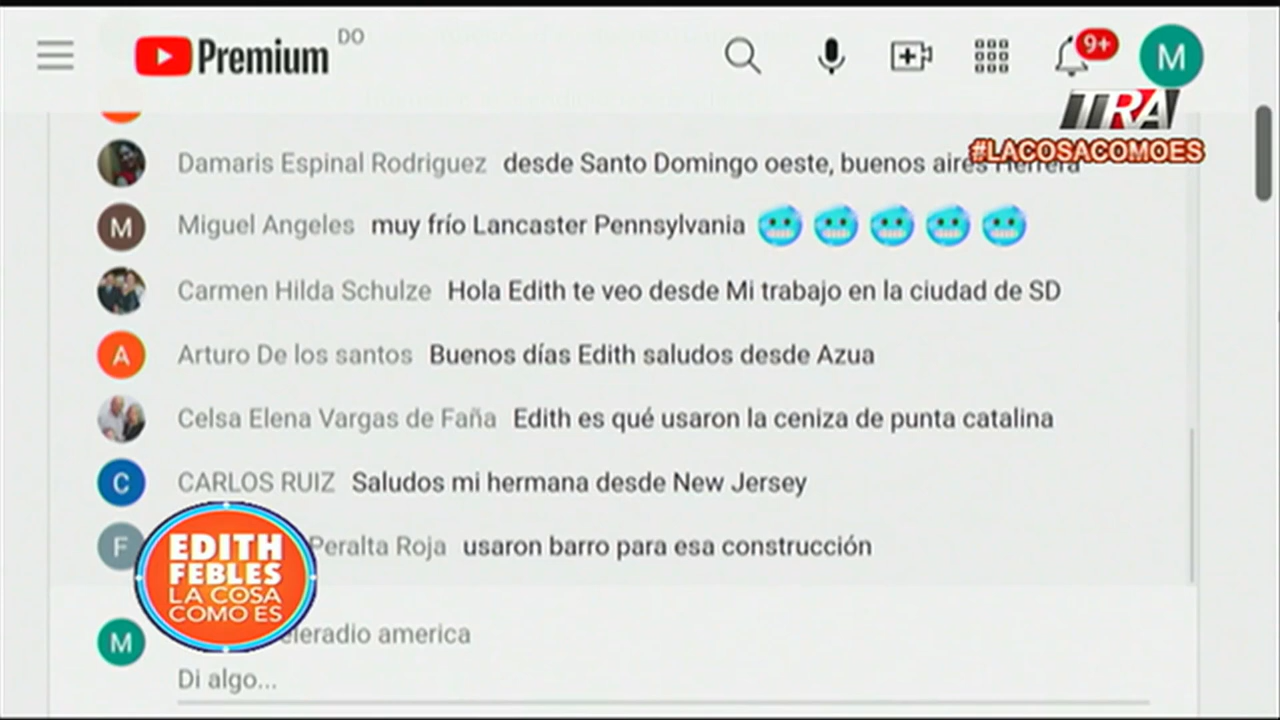 Premium DO
9+
M
TRA
#LACOSACOMOES
Damaris Espinal Rodriguez desde Santo Domingo oeste, buenos aires Herrera
M Miguel Angeles muy frío Lancaster Pennsylvania
Carmen Hilda Schulze Hola Edith te veo desde Mi trabajo en la ciudad de SD
A Arturo De los santos Buenos días Edith saludos desde Azua
Celsa Elena Vargas de Faña Edith es qué usaron la ceniza de punta catalina
C CARLOS RUIZ Saludos mi hermana desde New Jersey
F Peralta Roja usaron barro para esa construcción
EDITH
FEBLES
LA COSA
COMO ES
M america
Di algo...